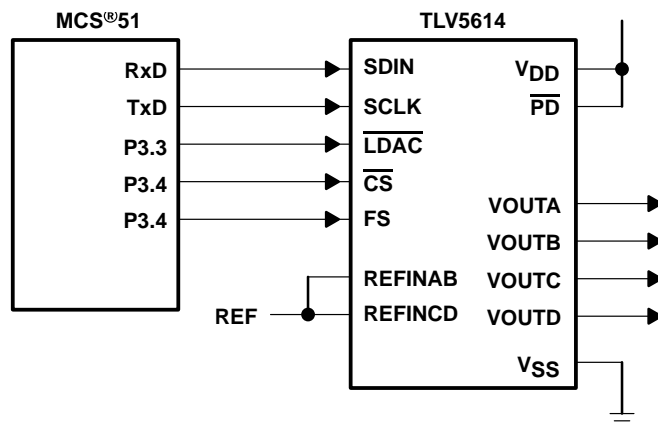 MCS®51
TLV5614
RxD
TxD
P3.3
P3.4
P3.4
SDIN
SCLK
LDAC
CS
FS
REFINAB
REFINCD
REF
VDD
PD
VOUTA
VOUTB
VOUTC
VOUTD
VSS